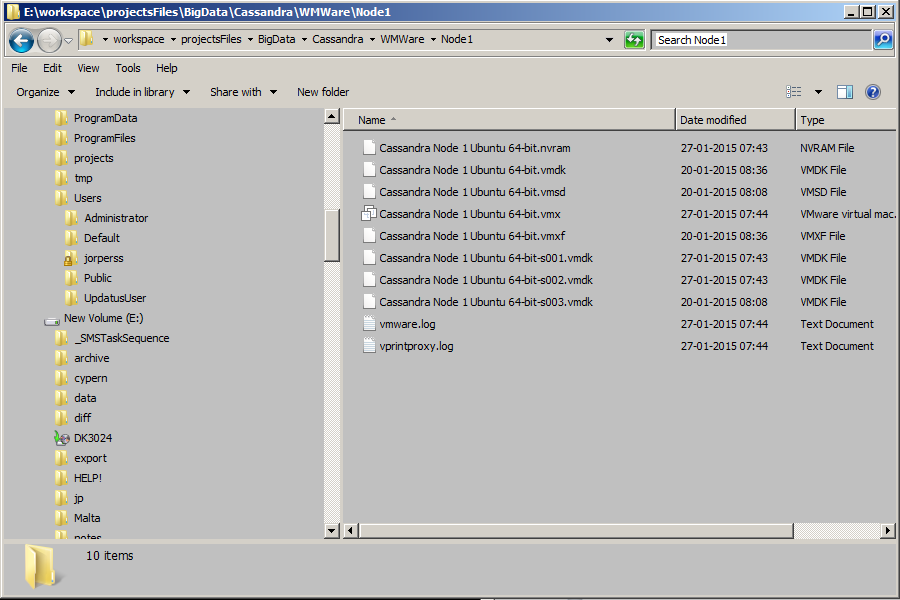 E:\workspace\projectsFiles\BigData\Cassandra\WMWare\Node1
workspace projectsFiles BigData Cassandra WMWare Node1 Search Node1
File Edit View Tools Help
Organize Include in library Share with New folder
ProgramData
ProgramFiles
projects
tmp
Users
Administrator
Default
jorperss
Public
UpdatusUser
New Volume (E:)
_SMSTaskSequence
archive
cypern
data
diff
DK3024
export
HELP!
jp
Malta
notes
Name Date modified Type
Cassandra Node 1 Ubuntu 64-bit.nvram 27-01-2015 07:43 NVRAM File
Cassandra Node 1 Ubuntu 64-bit.vmdk 20-01-2015 08:36 VMDK File
Cassandra Node 1 Ubuntu 64-bit.vmsd 20-01-2015 08:08 VMSD File
Cassandra Node 1 Ubuntu 64-bit.vmx 27-01-2015 07:44 VMware virtual mac.
Cassandra Node 1 Ubuntu 64-bit.vmxf 20-01-2015 08:36 VMXF File
Cassandra Node 1 Ubuntu 64-bit-s001.vmdk 27-01-2015 07:43 VMDK File
Cassandra Node 1 Ubuntu 64-bit-s002.vmdk 27-01-2015 07:43 VMDK File
Cassandra Node 1 Ubuntu 64-bit-s003.vmdk 20-01-2015 08:08 VMDK File
vmware.log 27-01-2015 07:44 Text Document
vprintproxy.log 27-01-2015 07:44 Text Document
10 items